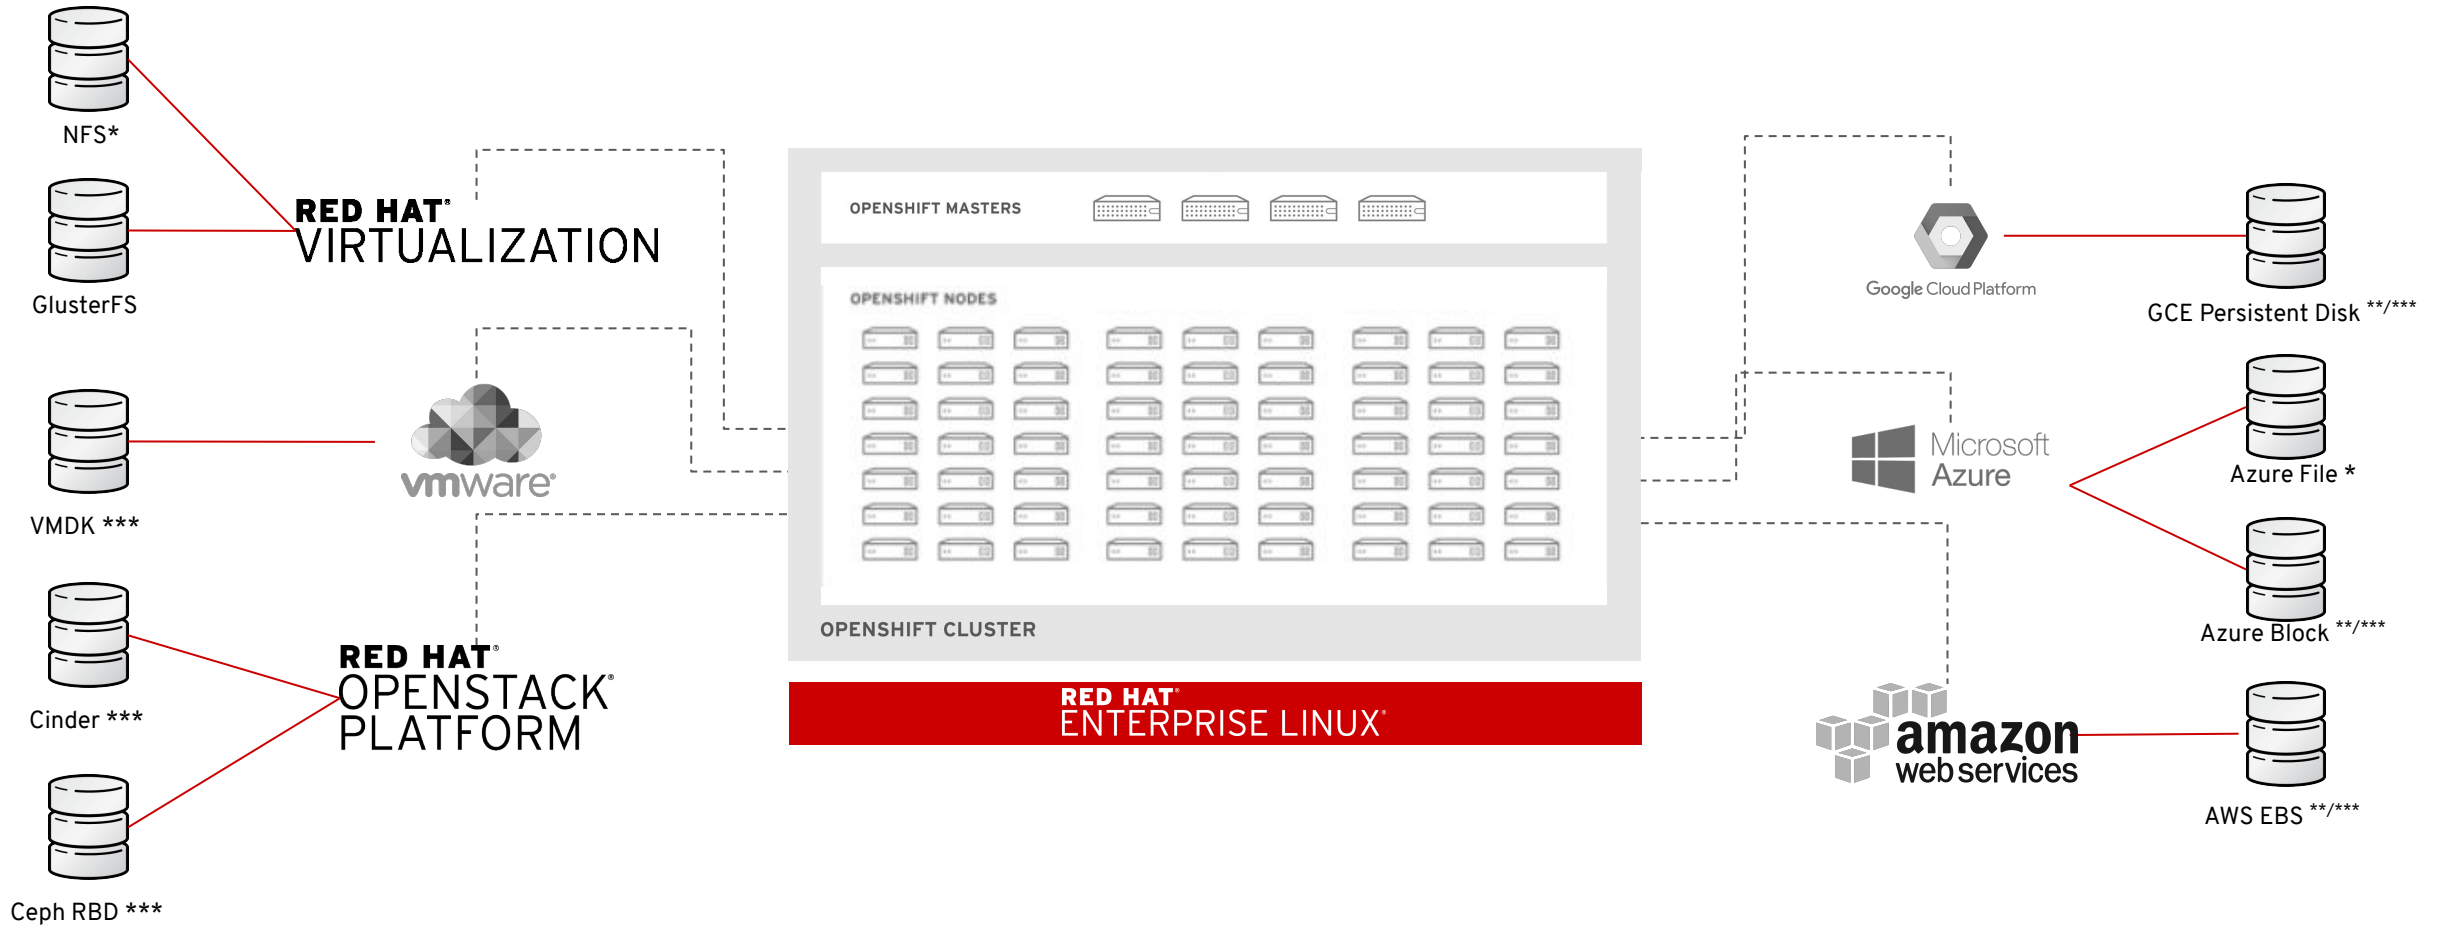 NFS*
GlusterFS
VMDK ***
Cinder ***
Ceph RBD ***
RED HAT®
VIRTUALIZATION
vmware®
RED HAT®
OPENSTACK®
PLATFORM
OPENSHIFT MASTERS
OPENSHIFT NODES
OPENSHIFT CLUSTER
RED HAT®
ENTERPRISE LINUX®
Google Cloud Platform
Microsoft
Azure
amazon
web services
GCE Persistent Disk **/***
Azure File *
Azure Block **/***
AWS EBS **/***